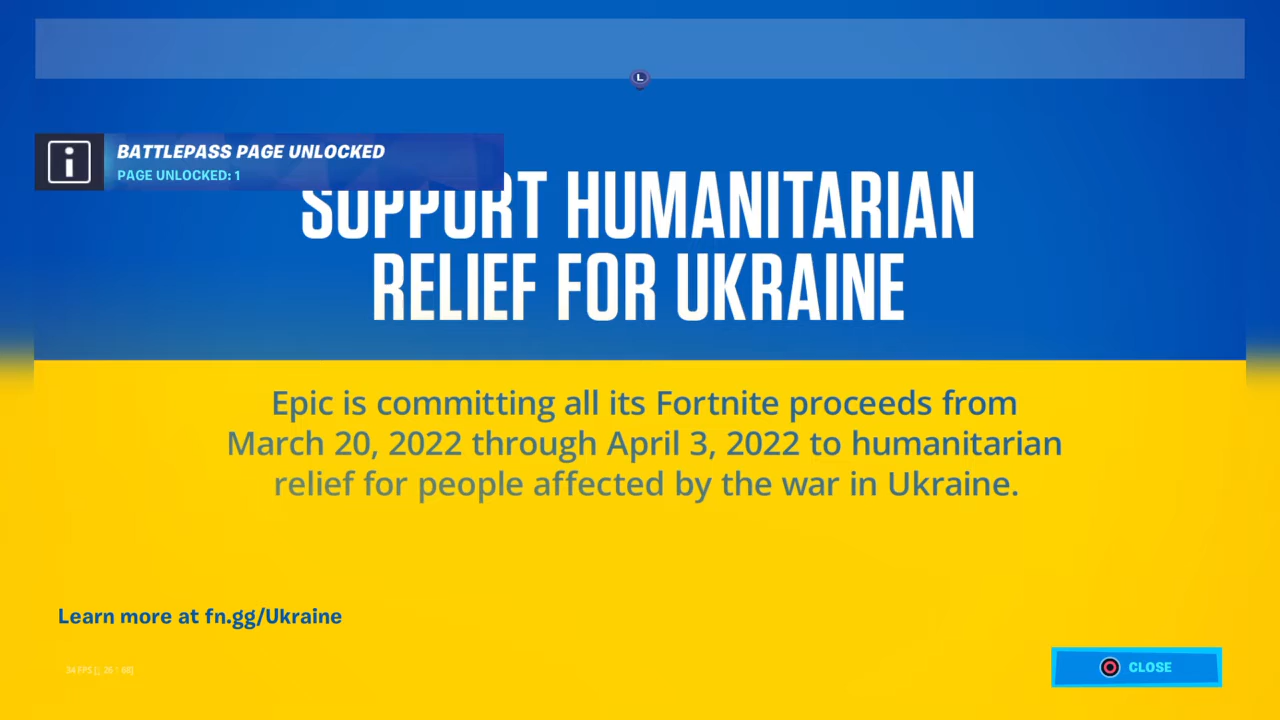 L
BATTLEPASS PAGE UNLOCKED
PAGE UNLOCKED: 1
SUPPORT HUMANITARIAN
RELIEF FOR UKRAINE
Epic is committing all its Fortnite proceeds from
March 20, 2022 through April 3, 2022 to humanitarian
relief for people affected by the war in Ukraine.
Learn more at fn.gg/Ukraine
34 FPS
CLOSE